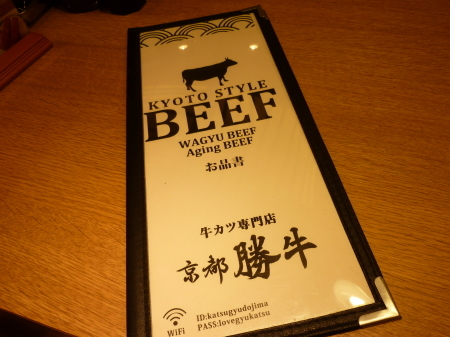 KYOTO STYLE
BEEF
WAGYU BEEF
Aging BEEF
お品書
牛カツ専門店
京都 勝牛
WiFi
ID:katsugyudojima
PASS:lovegyukatsu